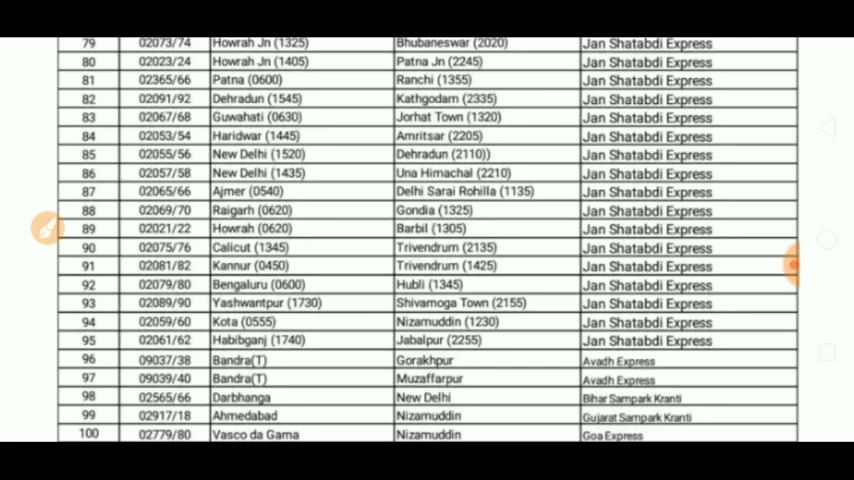 79 02073/74 Howrah Jn (1325) Bhubaneswar (2020) Jan Shatabdi Express
80 02023/24 Howrah Jn (1405) Patna Jn (2245) Jan Shatabdi Express
81 02365/66 Patna (0600) Ranchi (1355) Jan Shatabdi Express
82 02091/92 Dehradun (1545) Kathgodam (2335) Jan Shatabdi Express
83 02067/68 Guwahati (0630) Jorhat Town (1320) Jan Shatabdi Express
84 02053/54 Haridwar (1445) Amritsar (2205) Jan Shatabdi Express
85 02055/56 New Delhi (1520) Dehradun (2110)) Jan Shatabdi Express
86 02057/58 New Delhi (1435) Una Himachal (2210) Jan Shatabdi Express
87 02065/66 Ajmer (0540) Delhi Sarai Rohilla (1135) Jan Shatabdi Express
88 02069/70 Raigarh (0620) Gondia (1325) Jan Shatabdi Express
89 02021/22 Howrah (0620) Barbil (1305) Jan Shatabdi Express
90 02075/76 Calicut (1345) Trivendrum (2135) Jan Shatabdi Express
91 02081/82 Kannur (0450) Trivendrum (1425) Jan Shatabdi Express
92 02079/80 Bengaluru (0600) Hubli (1345) Jan Shatabdi Express
93 02089/90 Yashwantpur (1730) Shivamoga Town (2155) Jan Shatabdi Express
94 02059/60 Kota (0555) Nizamuddin (1230) Jan Shatabdi Express
95 02061/62 Habibganj (1740) Jabalpur (2255) Jan Shatabdi Express
96 09037/38 Bandra(T) Gorakhpur Avadh Express
97 09039/40 Bandra(T) Muzaffarpur Avadh Express
98 02565/66 Darbhanga New Delhi Bihar Sampark Kranti
99 02917/18 Ahmedabad Nizamuddin Gujarat Sampark Kranti
100 02779/80 Vasco da Gama Nizamuddin Goa Express